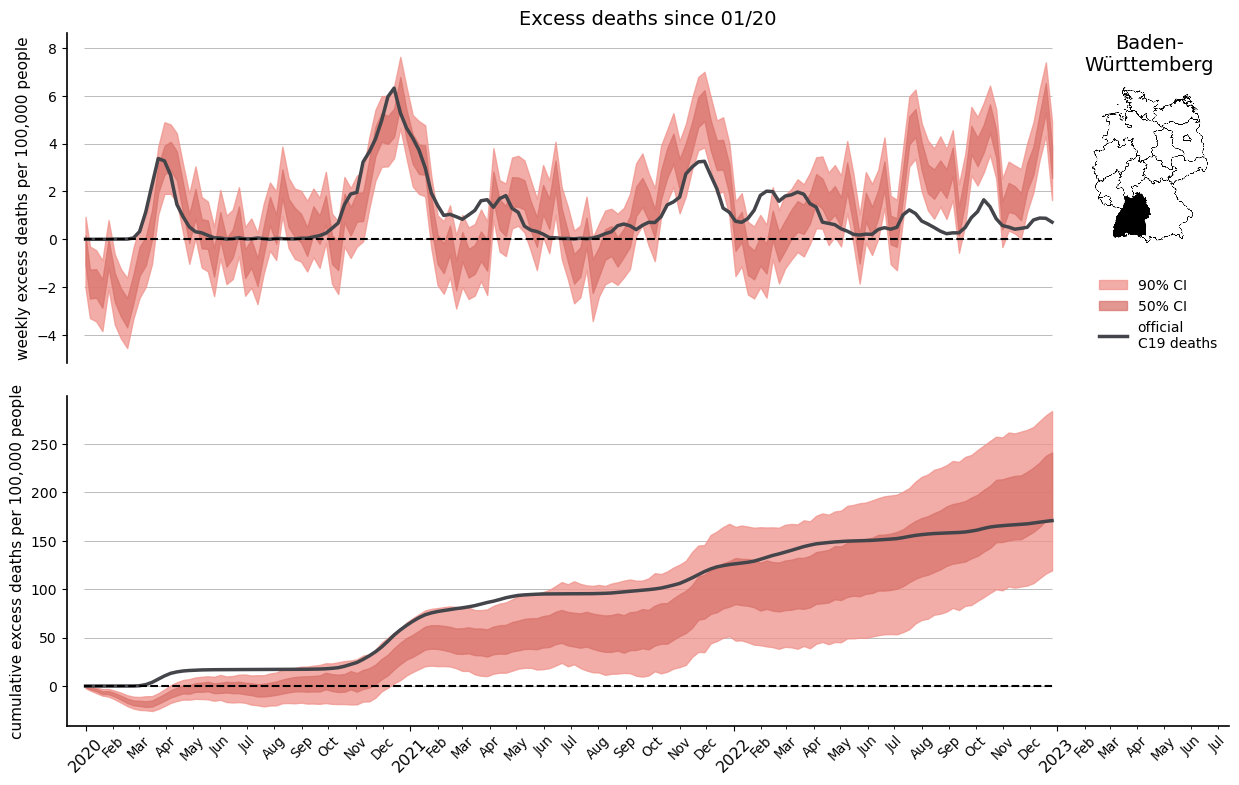 Excess deaths since 01/20
weekly excess deaths per 100,000 people
8
6
4
2
0
−2
−4
Baden-
Württemberg
90% CI
50% CI
official
C19 deaths
cumulative excess deaths per 100,000 people
250
200
150
100
50
0
2020 Feb Mar Apr May Jun Jul Aug Sep Oct Nov Dec 2021 Feb Mar Apr May Jun Jul Aug Sep Oct Nov Dec 2022 Feb Mar Apr May Jun Jul Aug Sep Oct Nov Dec 2023 Feb Mar Apr May Jun Jul